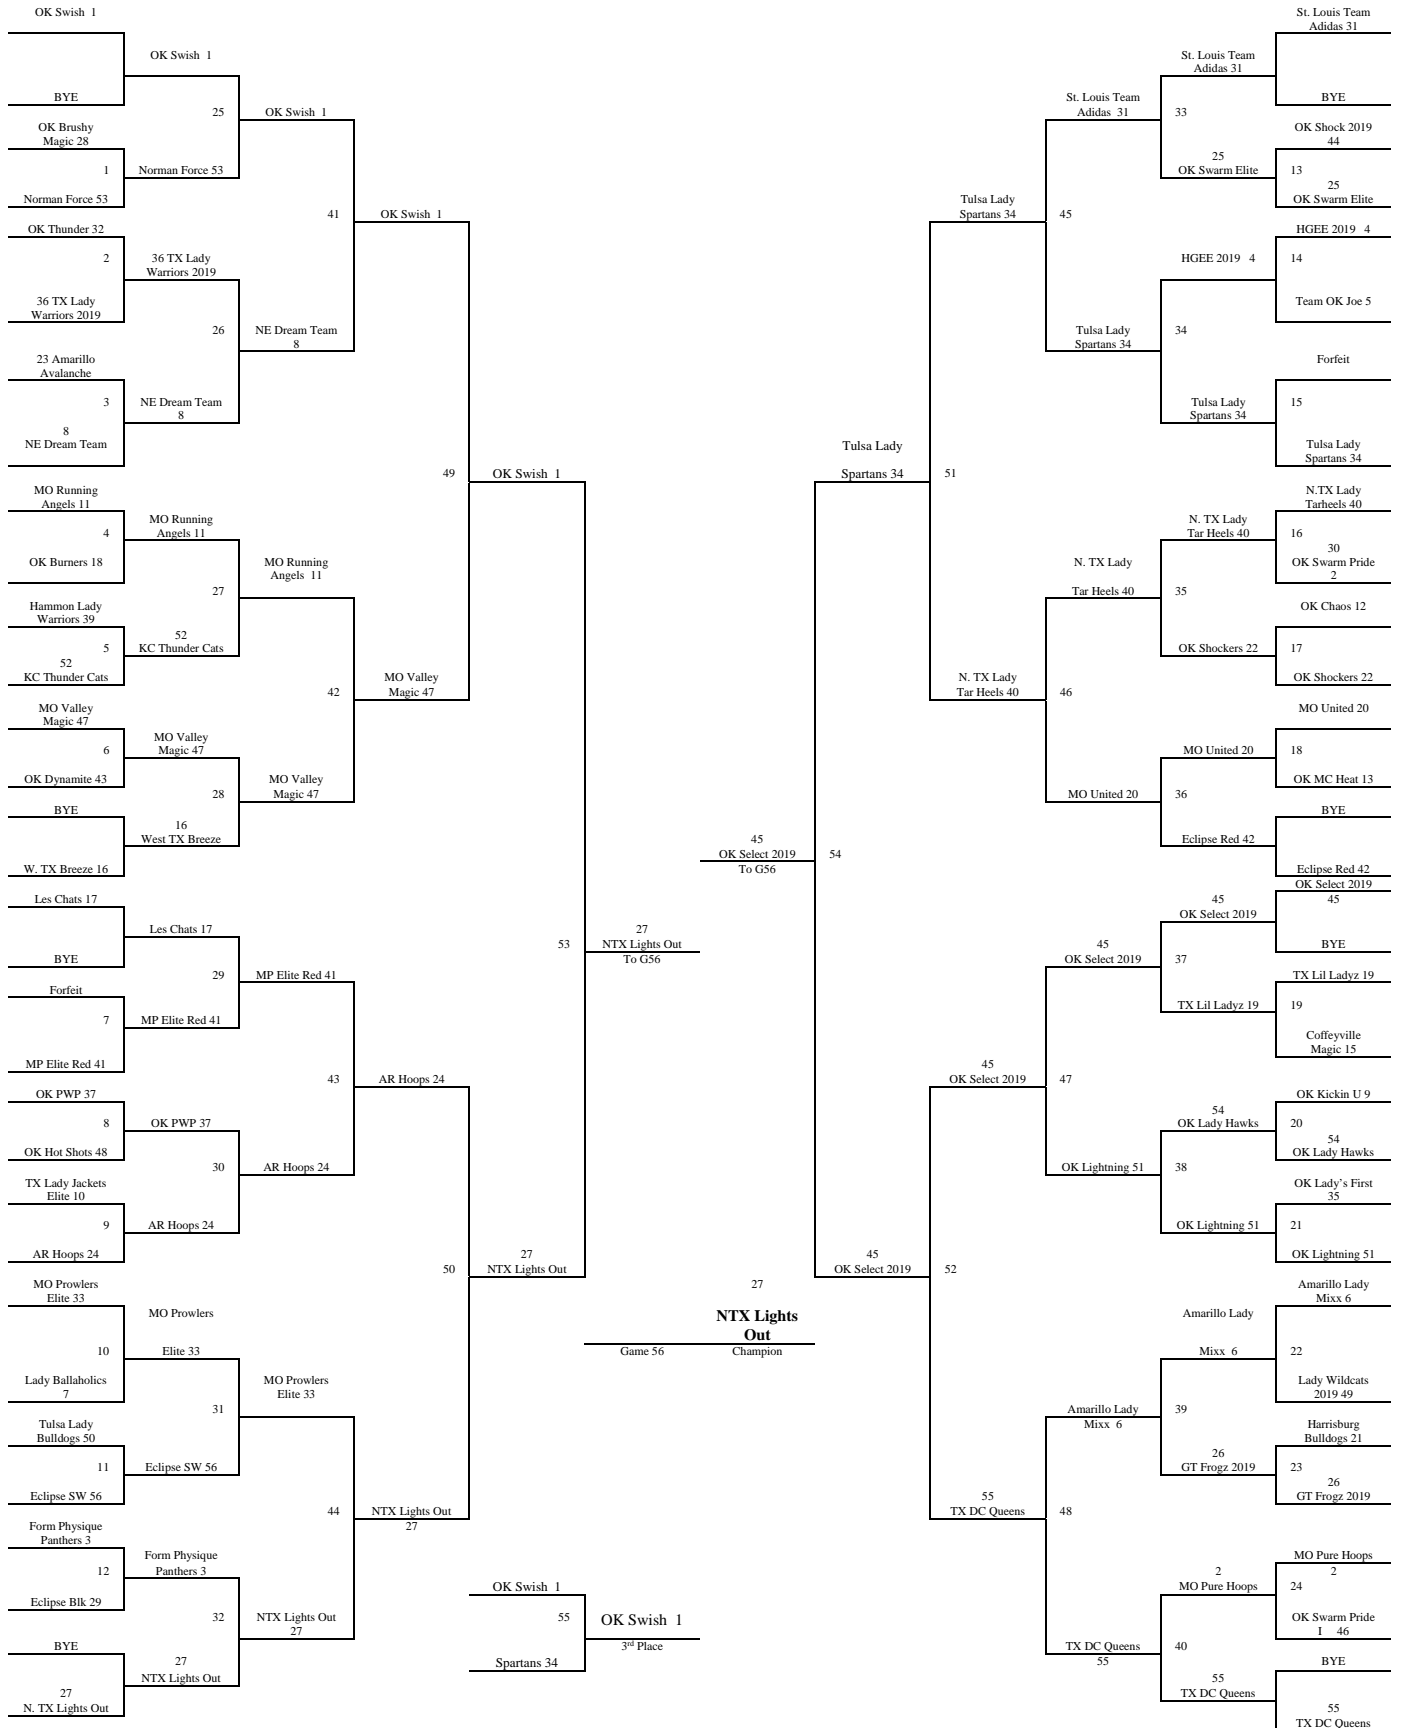 OK Swish 1
BYE
OK Brushy
Magic 28
1
Norman Force 53
OK Thunder 32
2
36 TX Lady
Warriors 2019
23 Amarillo
Avalanche
3
8
NE Dream Team
MO Running
Angels 11
4
OK Burners 18
Hammon Lady
Warriors 39
5
52
KC Thunder Cats
MO Valley
Magic 47
6
OK Dynamite 43
BYE
W. TX Breeze 16
Les Chats 17
BYE
Forfeit
7
MP Elite Red 41
OK PWP 37
8
OK Hot Shots 48
TX Lady Jackets
Elite 10
9
AR Hoops 24
MO Prowlers
Elite 33
10
Lady Ballaholics
7
Tulsa Lady
Bulldogs 50
11
Eclipse SW 56
Form Physique
Panthers 3
12
Eclipse Blk 29
BYE
27
N. TX Lights Out
OK Swish 1
25
Norman Force 53
36 TX Lady
Warriors 2019
26
NE Dream Team
8
MO Running
Angels 11
27
52
KC Thunder Cats
MO Valley
Magic 47
28
16
West TX Breeze
Les Chats 17
29
MP Elite Red 41
OK PWP 37
30
AR Hoops 24
MO Prowlers
Elite 33
31
Eclipse SW 56
Form Physique
Panthers 3
32
27
NTX Lights Out
OK Swish 1
41
NE Dream Team
8
MO Running
Angels 11
42
MO Valley
Magic 47
MP Elite Red 41
43
AR Hoops 24
MO Prowlers
Elite 33
44
NTX Lights Out
27
OK Swish 1
49
MO Valley
Magic 47
AR Hoops 24
50
NTX Lights Out
27
OK Swish 1
53
27
NTX Lights Out
27
NTX Lights Out
To G56
OK Swish 1
55
Spartans 34
OK Swish 1
3rd Place
27
NTX Lights
Out
Game 56
Champion
45
OK Select 2019
To G56
54
Tulsa Lady
Spartans 34
51
45
OK Select 2019
52
Tulsa Lady
Spartans 34
45
N. TX Lady
Tar Heels 40
46
45
OK Select 2019
47
55
TX DC Queens
48
St. Louis Team
Adidas 31
33
Tulsa Lady
Spartans 34
34
N. TX Lady
Tar Heels 40
35
MO United 20
36
45
OK Select 2019
37
OK Lightning 51
38
Amarillo Lady
Mixx 6
39
TX DC Queens
55
40
St. Louis Team
Adidas 31
25
OK Swarm Elite
HGEE 2019 4
Tulsa Lady
Spartans 34
N. TX Lady
Tar Heels 40
OK Shockers 22
MO United 20
Eclipse Red 42
45
OK Select 2019
TX Lil Ladyz 19
54
OK Lady Hawks
OK Lightning 51
Amarillo Lady
Mixx 6
26
GT Frogz 2019
2
MO Pure Hoops
55
TX DC Queens
St. Louis Team
Adidas 31
BYE
OK Shock 2019
44
13
25
OK Swarm Elite
HGEE 2019 4
14
Team OK Joe 5
Forfeit
15
Tulsa Lady
Spartans 34
N.TX Lady
Tarheels 40
16
30
OK Swarm Pride
2
OK Chaos 12
17
OK Shockers 22
MO United 20
18
OK MC Heat 13
BYE
Eclipse Red 42
OK Select 2019
45
BYE
TX Lil Ladyz 19
19
Coffeyville
Magic 15
OK Kickin U 9
20
54
OK Lady Hawks
OK Lady's First
35
21
OK Lightning 51
Amarillo Lady
Mixx 6
22
Lady Wildcats
2019 49
Harrisburg
Bulldogs 21
23
26
GT Frogz 2019
MO Pure Hoops
2
24
OK Swarm Pride
I 46
BYE
55
TX DC Queens